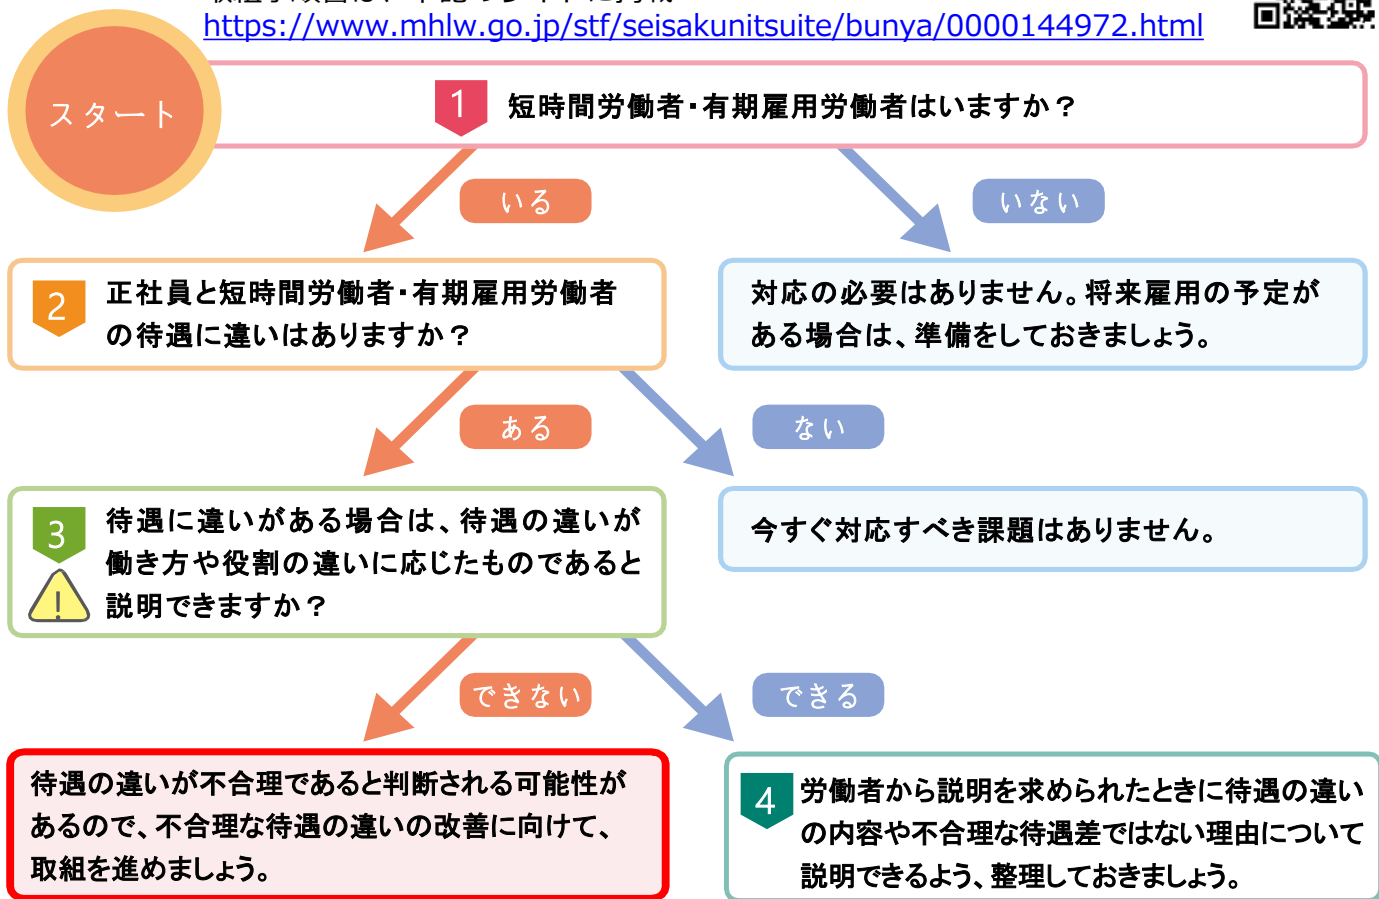 https://www.mhlw.go.jp/stf/seisakunitsuite/bunya/0000144972.html
スタート
1 短時間労働者・有期雇用労働者はいますか?
いる
いない
2 正社員と短時間労働者・有期雇用労働者
の待遇に違いはありますか?
対応の必要はありません。将来雇用の予定が
ある場合は、準備をしておきましょう。
ある
ない
3 待遇に違いがある場合は、待遇の違いが
働き方や役割の違いに応じたものであると
説明できますか?
今すぐ対応すべき課題はありません。
できない
できる
待遇の違いが不合理であると判断される可能性が
あるので、不合理な待遇の違いの改善に向けて、
取組を進めましょう。
4 労働者から説明を求められたときに待遇の違い
の内容や不合理な待遇差ではない理由について
説明できるよう、整理しておきましょう。